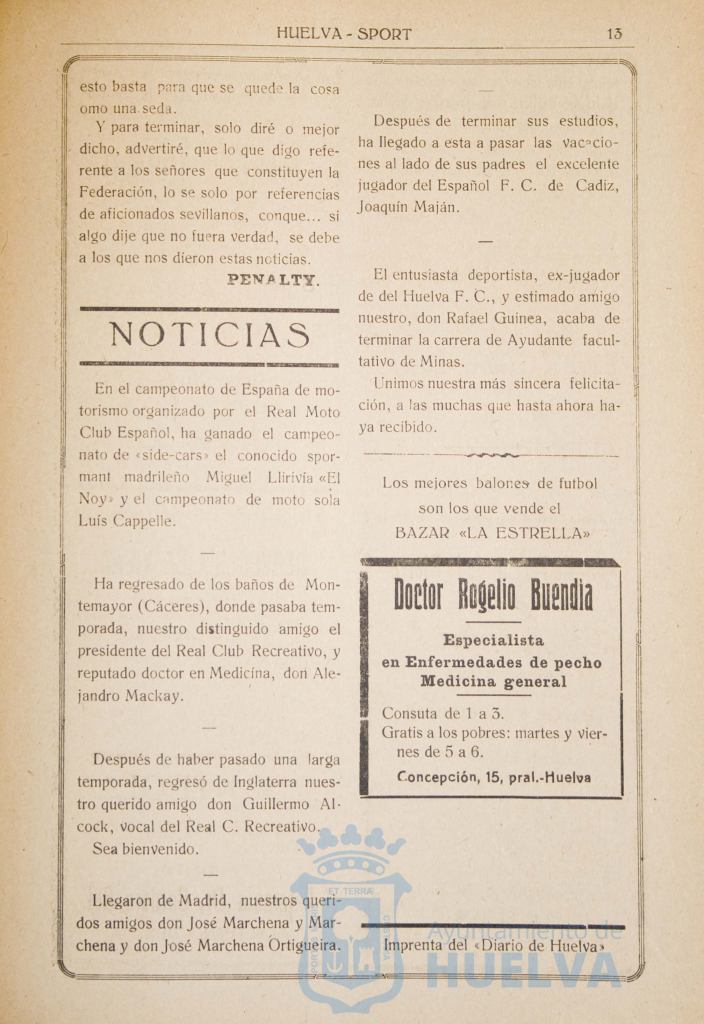 HUELVA - SPORT 13
esto basta para que se quede la cosa
omo una seda.
Y para terminar, solo diré o mejor
dicho, advertiré, que lo que digo refe-
rente a los señores que constituyen la
Federación, lo se solo por referencias
de aficionados sevillanos, conque... si
algo dije que no fuera verdad, se debe
a los que nos dieron estas noticias.
PENALTY.
NOTICIAS
En el campeonato de España de mo-
torismo organizado por el Real Moto
Club Español, ha ganado el campeo-
nato de «side-cars» el conocido spor-
mant madrileño Miguel Llirivía «El
Noy» y el campeonato de moto sola
Luís Cappelle.
Ha regresado de los baños de Mon-
temayor (Cáceres), donde pasaba tem-
porada, nuestro distinguido amigo el
presidente del Real Club Recreativo, y
reputado doctor en Medicína, don Ale-
jandro Mackay.
Después de haber pasado una larga
temporada, regresó de Inglaterra nues-
tro querido amigo don Guillermo Al-
cock, vocal del Real C. Recreativo.
Sea bienvenido.
Llegaron de Madrid, nuestros queri-
dos amigos don José Marchena y Mar-
chena y don José Marchena Ortigueira.
Después de terminar sus estudios,
ha llegado a esta a pasar las vacacio-
nes al lado de sus padres el excelente
jugador del Español F. C. de Cadiz,
Joaquín Maján.
El entusiasta deportista, ex-jugador
de del Huelva F. C., y estimado amigo
nuestro, don Rafael Guinea, acaba de
terminar la carrera de Ayudante facul-
tativo de Minas.
Unimos nuestra más sincera felicita-
ción, a las muchas que hasta ahora ha-
ya recibido.
Los mejores balones de futbol
son los que vende el
BAZAR «LA ESTRELLA»
Doctor Rogelio Buendia
Especialista
en Enfermedades de pecho
Medicina general
Consuta de 1 a 3.
Gratis a los pobres: martes y vier-
nes de 5 a 6.
Concepción, 15, pral.-Huelva
Imprenta del «Diario de Huelva»
ET TERRÆ
Ayuntamiento de
HUELVA